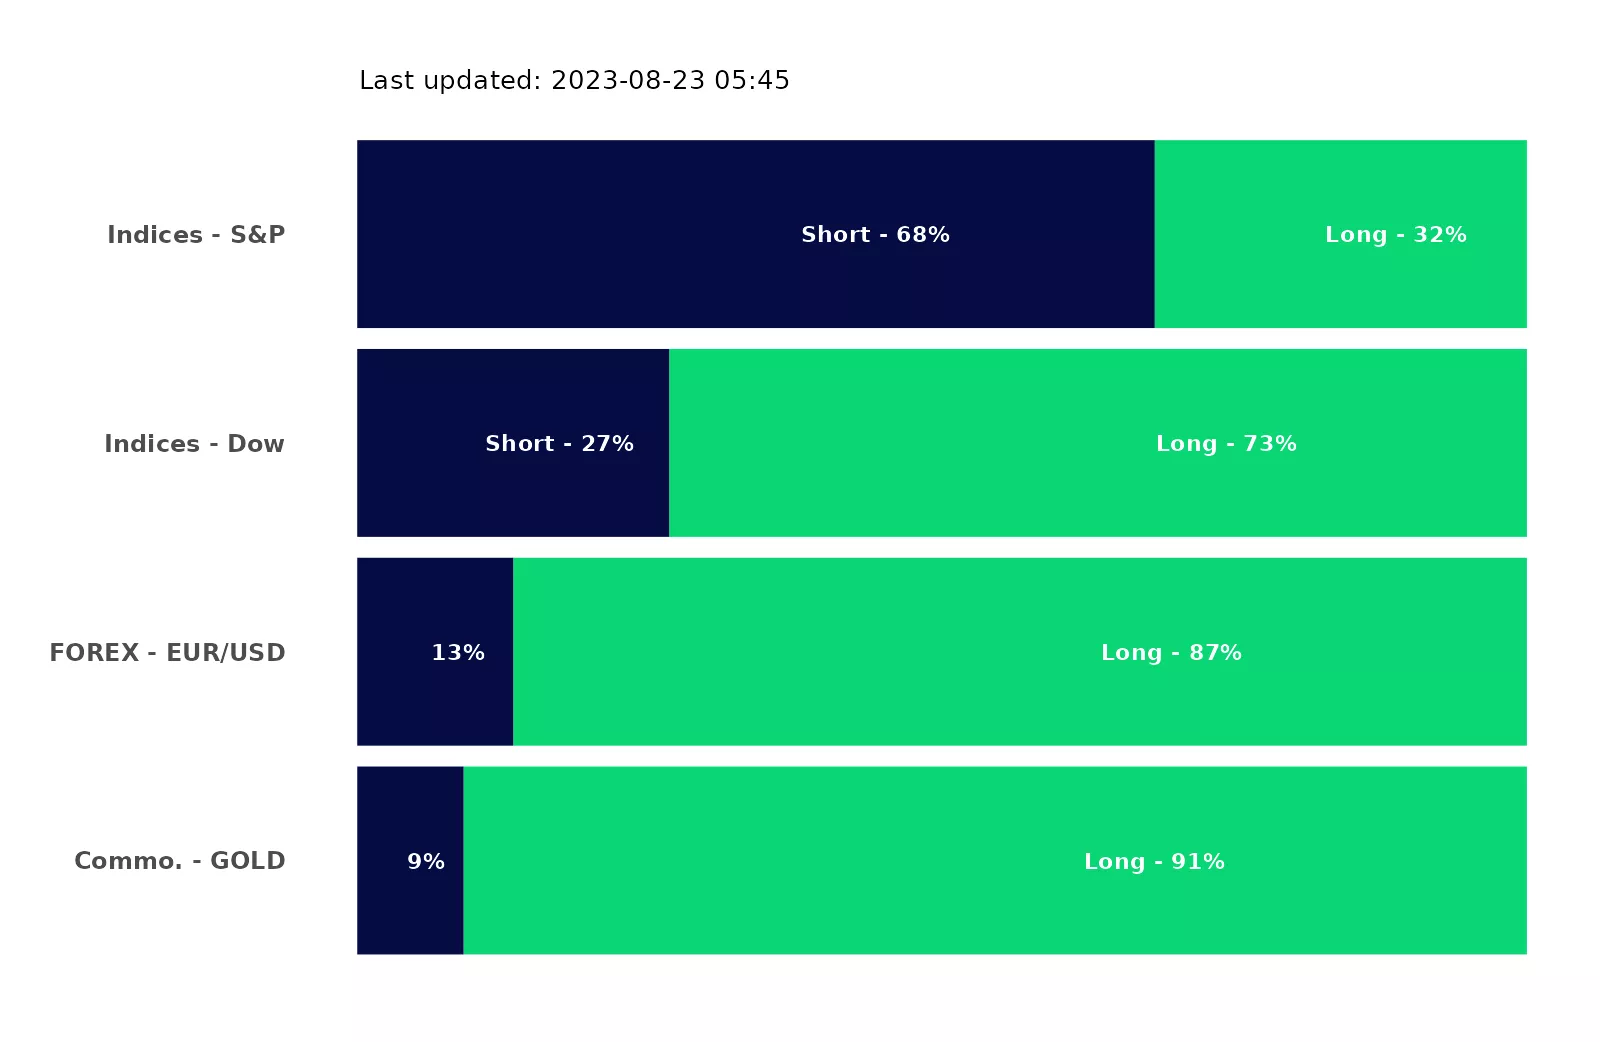 Last updated: 2023-08-23 05:45
Indices - S&P Short - 68% Long - 32%
Indices - Dow Short - 27% Long - 73%
FOREX - EUR/USD 13% Long - 87%
Commo. - GOLD 9% Long - 91%